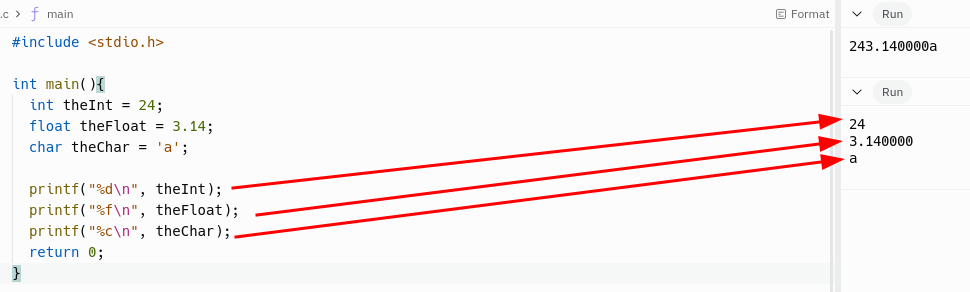 .c > ƒ main
Format
Run
#include <stdio.h>
243.140000a
int main(){
Run
int theInt = 24;
float theFloat = 3.14;
24
3.140000
char theChar = 'a';
a
printf("%d\n", theInt);
printf("%f\n", theFloat);
printf("%c\n", theChar);
return 0;
}